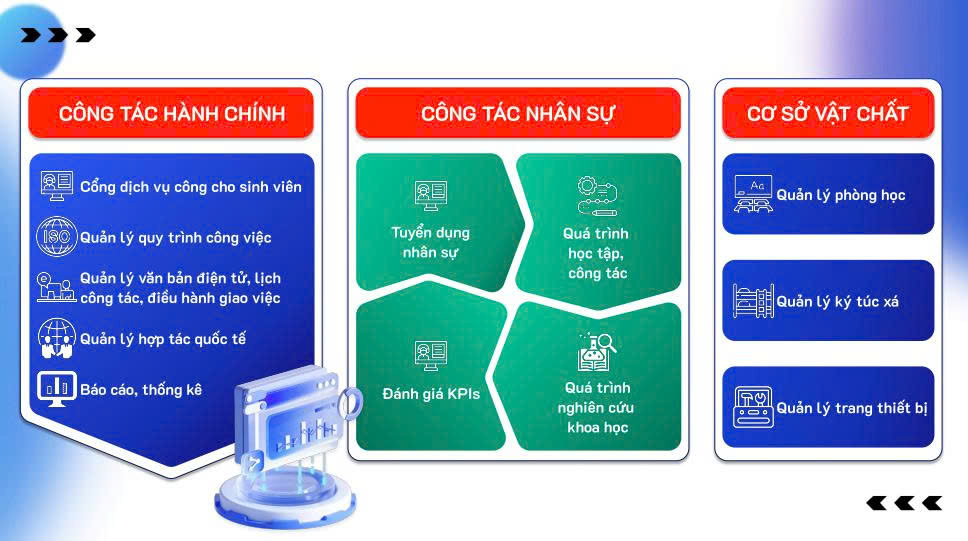 CÔNG TÁC HÀNH CHÍNH
Cổng dịch vụ công cho sinh viên
ISO
Quản lý quy trình công việc
Quản lý văn bản điện tử, lịch
công tác, điều hành giao việc
Quản lý hợp tác quốc tế
Báo cáo, thống kê
CÔNG TÁC NHÂN SỰ
Tuyển dụng
nhân sự
Quá trình
học tập,
công tác
Đánh giá KPIs
Quá trình
nghiên cứu
khoa học
CƠ SỞ VẬT CHẤT
Aa
Quản lý phòng học
Quản lý ký túc xá
Quản lý trang thiết bị